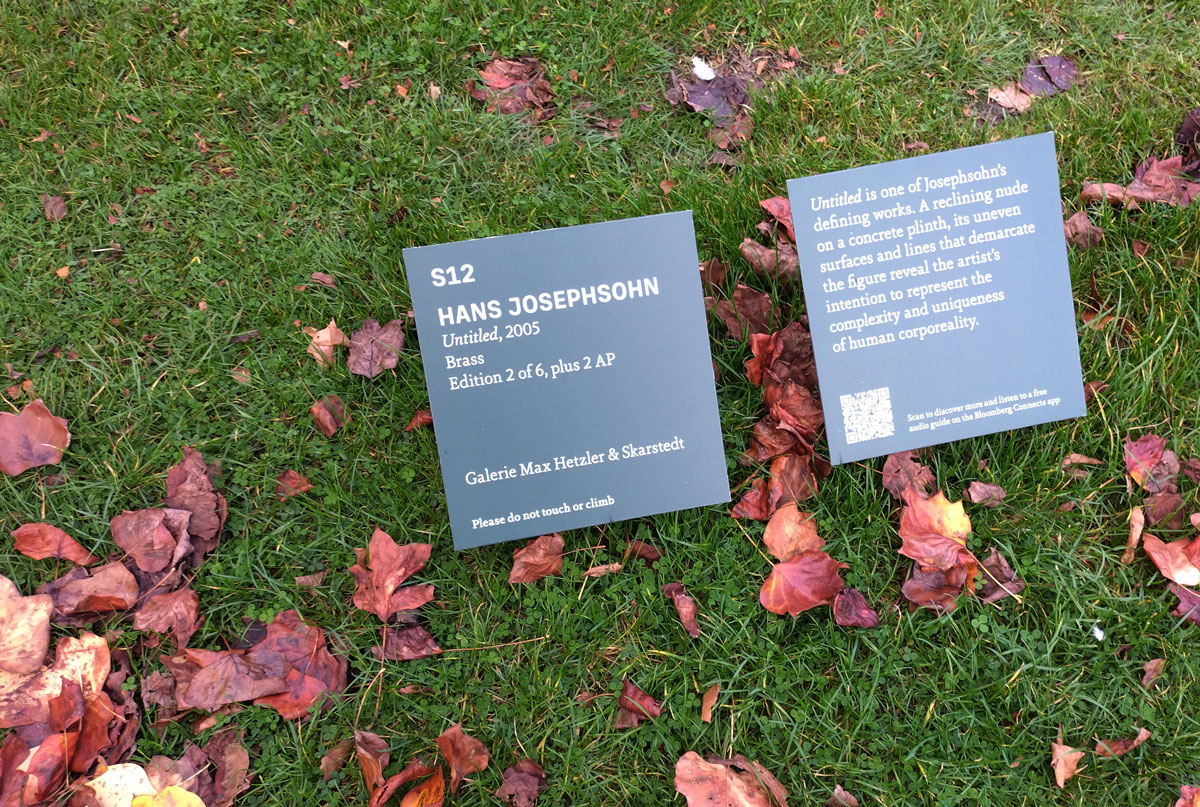 S12
HANS JOSEPHSOHN
Untitled, 2005
Brass
Edition 2 of 6, plus 2 AP
Galerie Max Hetzler & Skarstedt
Please do not touch or climb
Untitled is one of Josephsohn's
defining works. A reclining nude
on a concrete plinth, its uneven
surfaces and lines that demarcate
the figure reveal the artist's
intention to represent the
complexity and uniqueness
of human corporeality.
Scan to discover more and listen to a free
audio guide on the Bloomberg Connects app